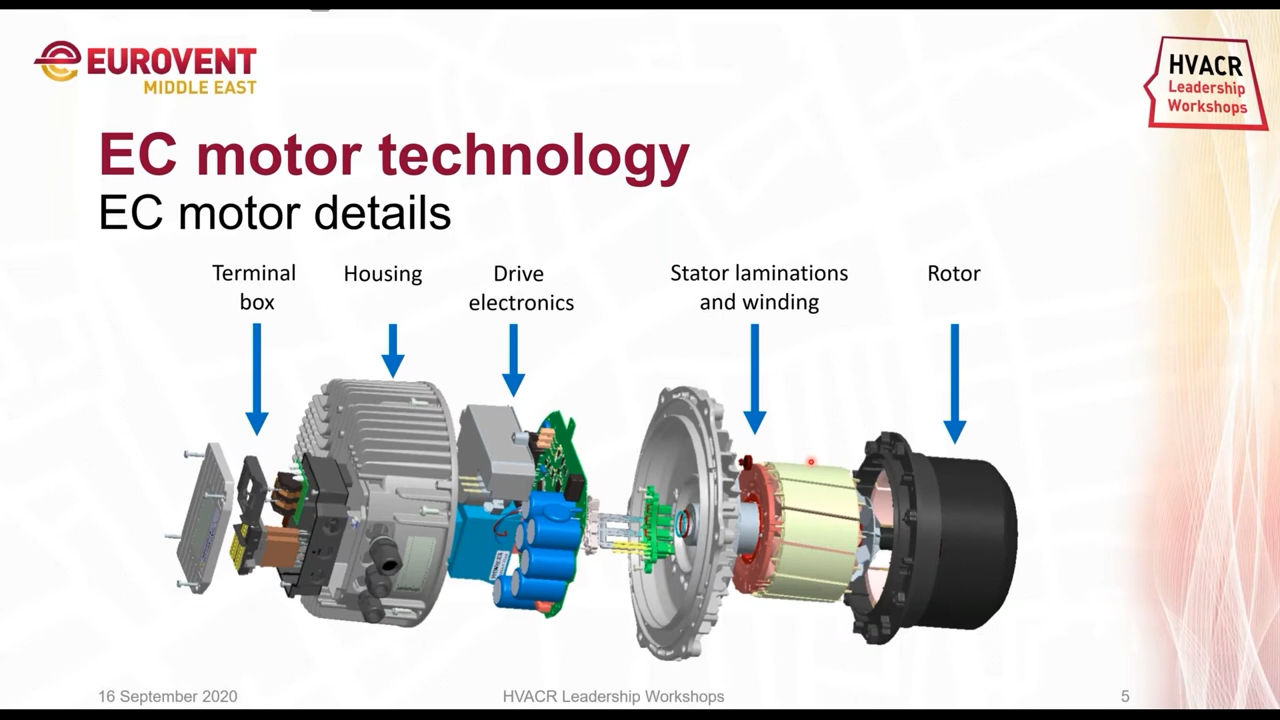 EUROVENT
MIDDLE EAST
HVACR
Leadership
Workshops
EC motor technology
EC motor details
Terminal
box
Housing
Drive
electronics
Stator laminations
and winding
Rotor
16 September 2020
HVACR Leadership Workshops
5